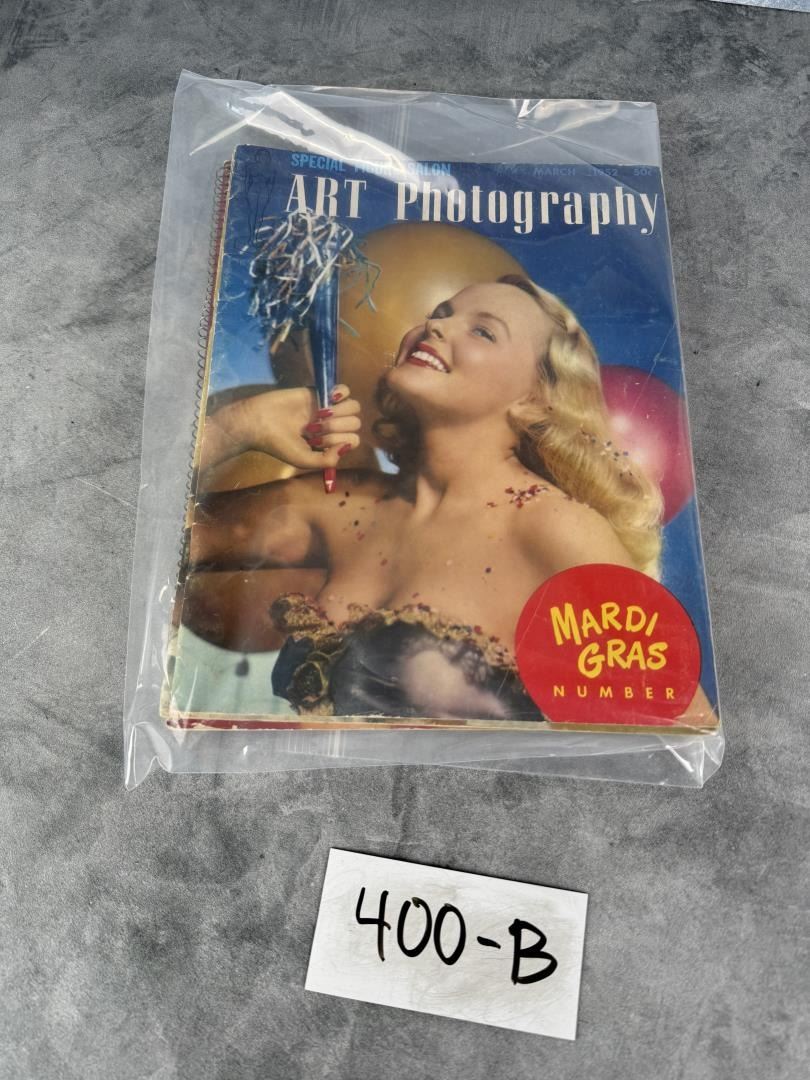 SPECIAL FIGURE SALON
MARCH 1952 50¢
ART Photography
MARDI
GRAS
NUMBER
400-B